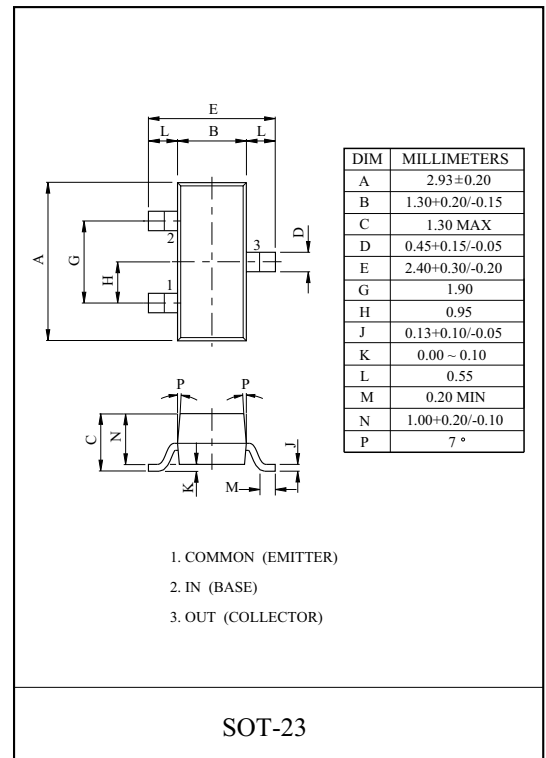 E
L B L
A
G
H
2
1
3
D
DIM MILLIMETERS
A 2.93±0.20
B 1.30+0.20/-0.15
C 1.30 MAX
D 0.45+0.15/-0.05
E 2.40+0.30/-0.20
G 1.90
H 0.95
J 0.13+0.10/-0.05
K 0.00 ~ 0.10
L 0.55
M 0.20 MIN
N 1.00+0.20/-0.10
P 7 °
P P
C
N
K
M
J
1. COMMON (EMITTER)
2. IN (BASE)
3. OUT (COLLECTOR)
SOT-23